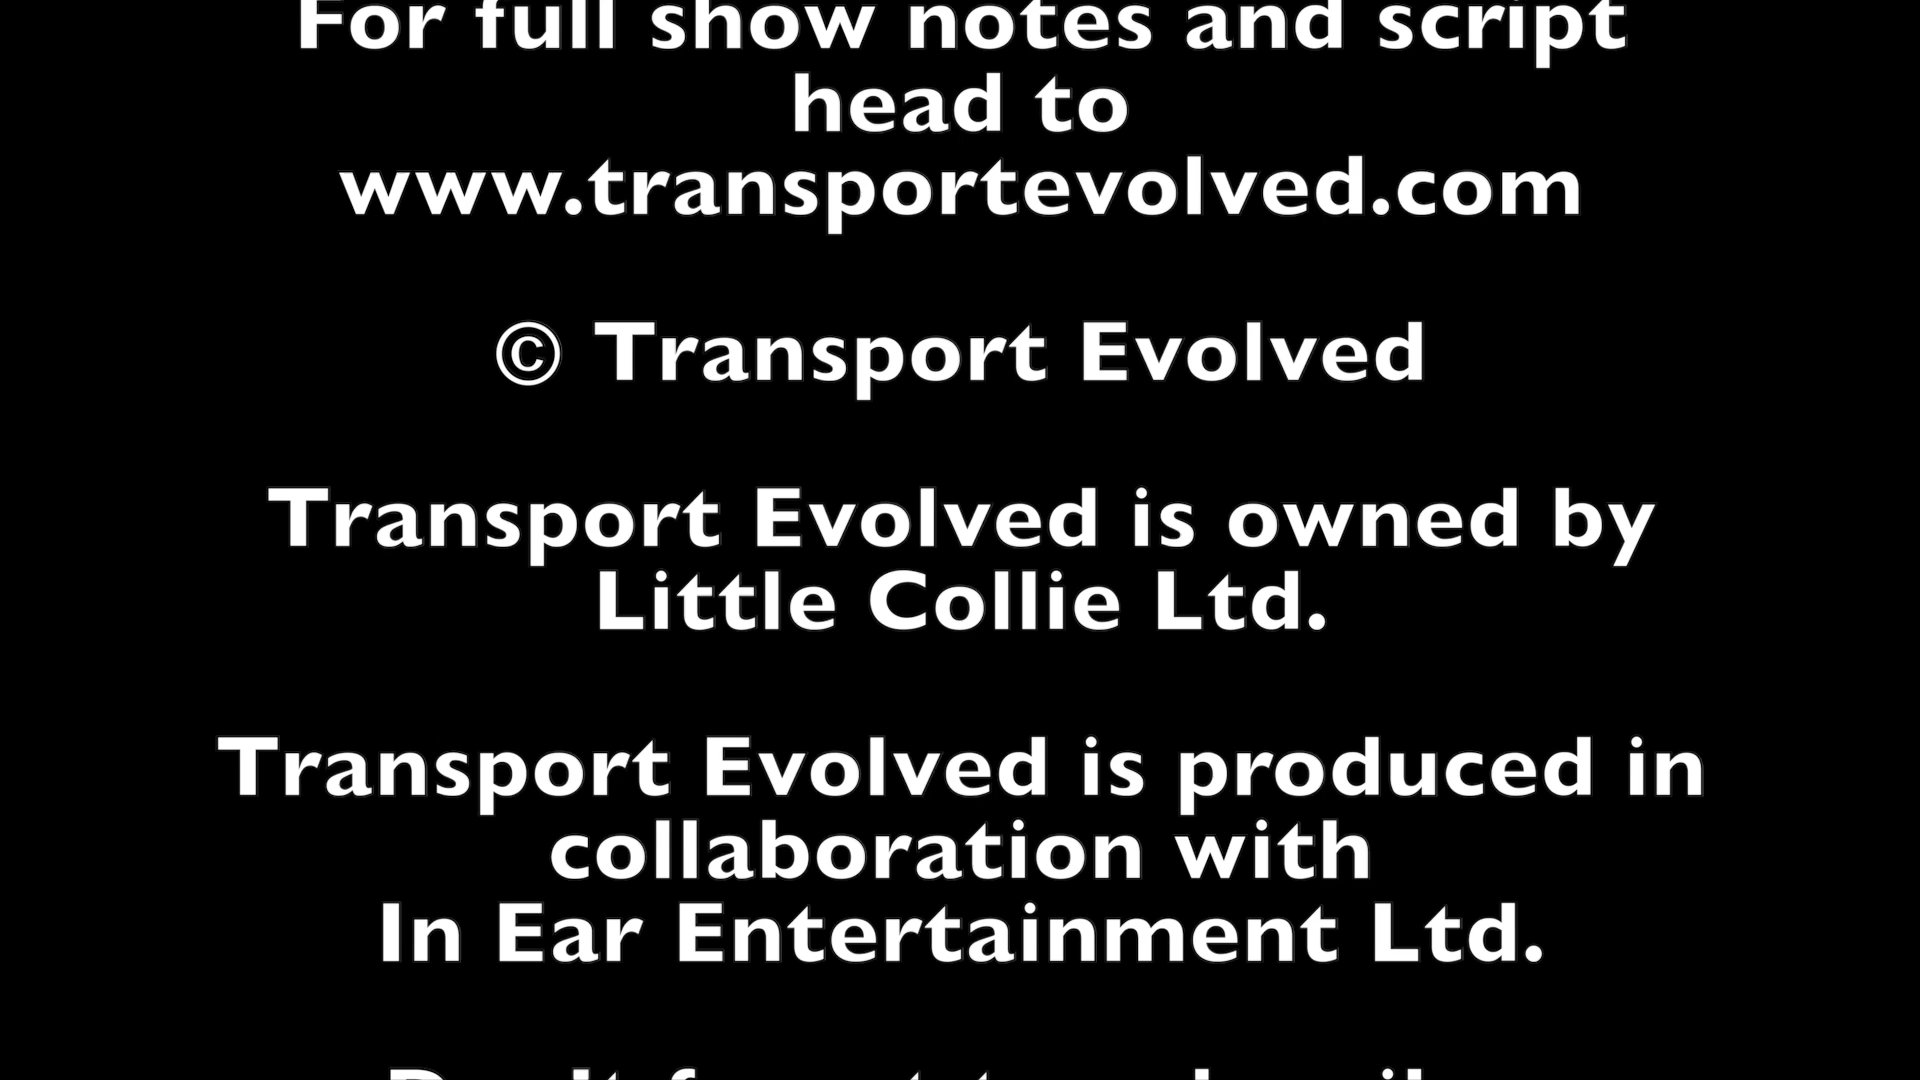 For full show notes and script
head to
www.transportevolved.com
© Transport Evolved
Transport Evolved is owned by
Little Collie Ltd.
Transport Evolved is produced in
collaboration with
In Ear Entertainment Ltd.